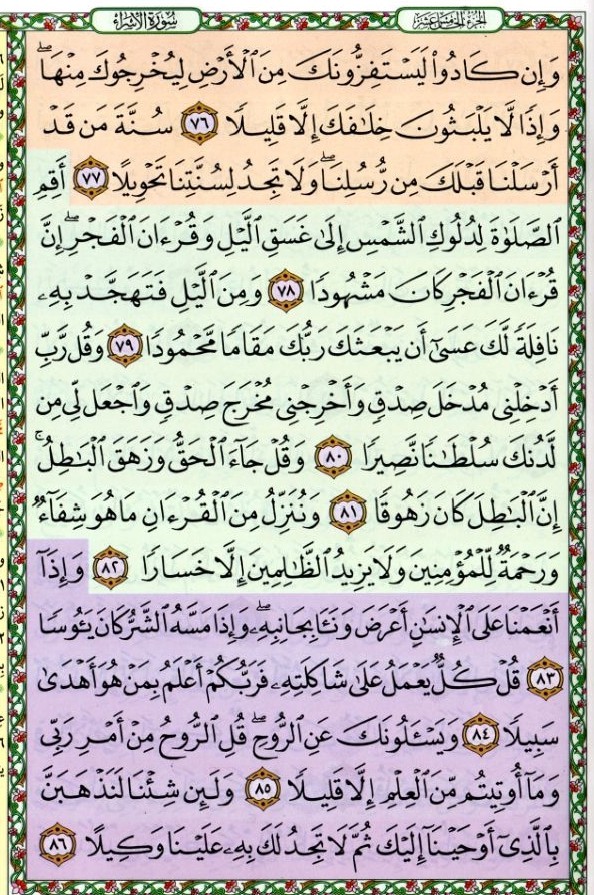 الجزء الخامس عشر سورة الإسراء
وَإِن كَادُوا۟ لَيَسْتَفِزُّونَكَ مِنَ ٱلْأَرْضِ لِيُخْرِجُوكَ مِنْهَا ۖ
وَإِذًا لَّا يَلْبَثُونَ خِلَـٰفَكَ إِلَّا قَلِيلًا ٧٦ سُنَّةَ مَن قَدْ
أَرْسَلْنَا قَبْلَكَ مِن رُّسُلِنَا ۖ وَلَا تَجِدُ لِسُنَّتِنَا تَحْوِيلًا ٧٧ أَقِمِ
ٱلصَّلَوٰةَ لِدُلُوكِ ٱلشَّمْسِ إِلَىٰ غَسَقِ ٱلَّيْلِ وَقُرْءَانَ ٱلْفَجْرِ ۖ إِنَّ
قُرْءَانَ ٱلْفَجْرِ كَانَ مَشْهُودًا ٧٨ وَمِنَ ٱلَّيْلِ فَتَهَجَّدْ بِهِۦ
نَافِلَةً لَّكَ عَسَىٰٓ أَن يَبْعَثَكَ رَبُّكَ مَقَامًا مَّحْمُودًا ٧٩ وَقُل رَّبِّ
أَدْخِلْنِى مُدْخَلَ صِدْقٍ وَأَخْرِجْنِى مُخْرَجَ صِدْقٍ وَٱجْعَل لِّى مِن
لَّدُنكَ سُلْطَـٰنًا نَّصِيرًا ٨٠ وَقُلْ جَآءَ ٱلْحَقُّ وَزَهَقَ ٱلْبَـٰطِلُ ۚ
إِنَّ ٱلْبَـٰطِلَ كَانَ زَهُوقًا ٨١ وَنُنَزِّلُ مِنَ ٱلْقُرْءَانِ مَا هُوَ شِفَآءٌ
وَرَحْمَةٌ لِّلْمُؤْمِنِينَ وَلَا يَزِيدُ ٱلظَّـٰلِمِينَ إِلَّا خَسَارًا ٨٢ وَإِذَآ
أَنْعَمْنَا عَلَى ٱلْإِنسَـٰنِ أَعْرَضَ وَنَـَٔا بِجَانِبِهِۦ ۖ وَإِذَا مَسَّهُ ٱلشَّرُّ كَانَ يَـُٔوسًا
٨٣ قُلْ كُلٌّ يَعْمَلُ عَلَىٰ شَاكِلَتِهِۦ فَرَبُّكُمْ أَعْلَمُ بِمَنْ هُوَ أَهْدَىٰ
سَبِيلًا ٨٤ وَيَسْـَٔلُونَكَ عَنِ ٱلرُّوحِ ۖ قُلِ ٱلرُّوحُ مِنْ أَمْرِ رَبِّى
وَمَآ أُوتِيتُم مِّنَ ٱلْعِلْمِ إِلَّا قَلِيلًا ٨٥ وَلَئِن شِئْنَا لَنَذْهَبَنَّ
بِٱلَّذِىٓ أَوْحَيْنَآ إِلَيْكَ ثُمَّ لَا تَجِدُ لَكَ بِهِۦ عَلَيْنَا وَكِيلًا ٨٦